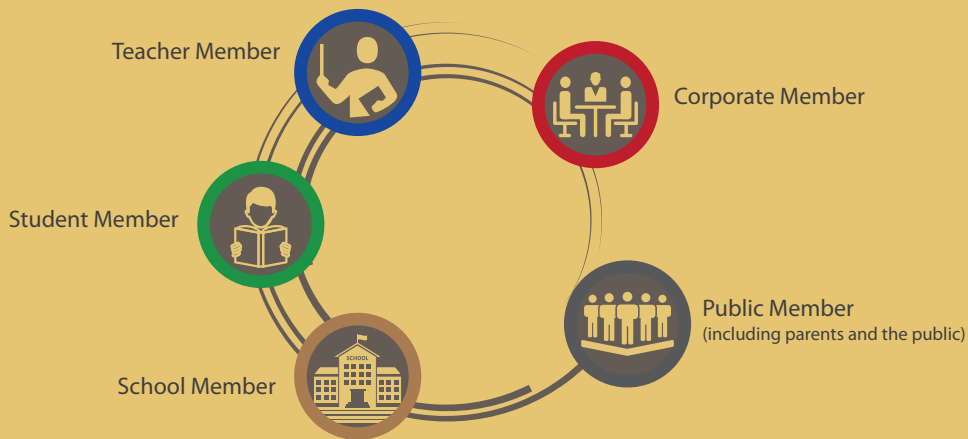 Teacher Member
Corporate Member
Student Member
Public Member
(including parents and the public)
SCHOOL
School Member